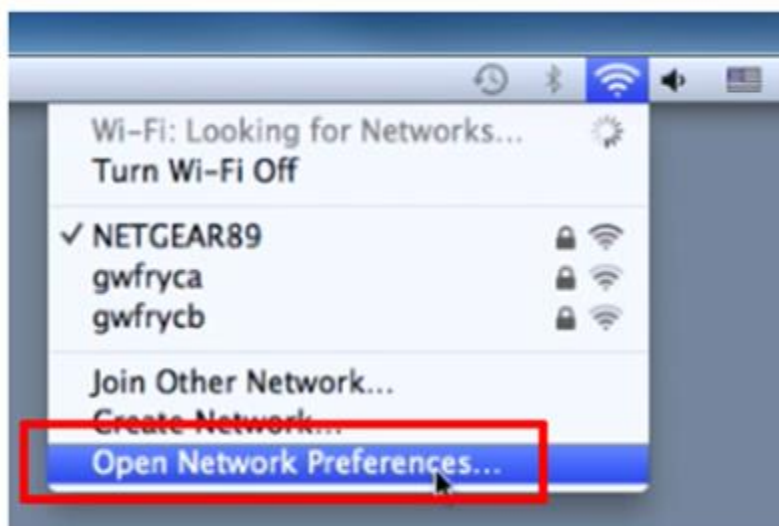 Wi-Fi: Looking for Networks...
Turn Wi-Fi Off
NETGEAR89
gwfryca
gwfrycb
Join Other Network...
Create Network...
Open Network Preferences...